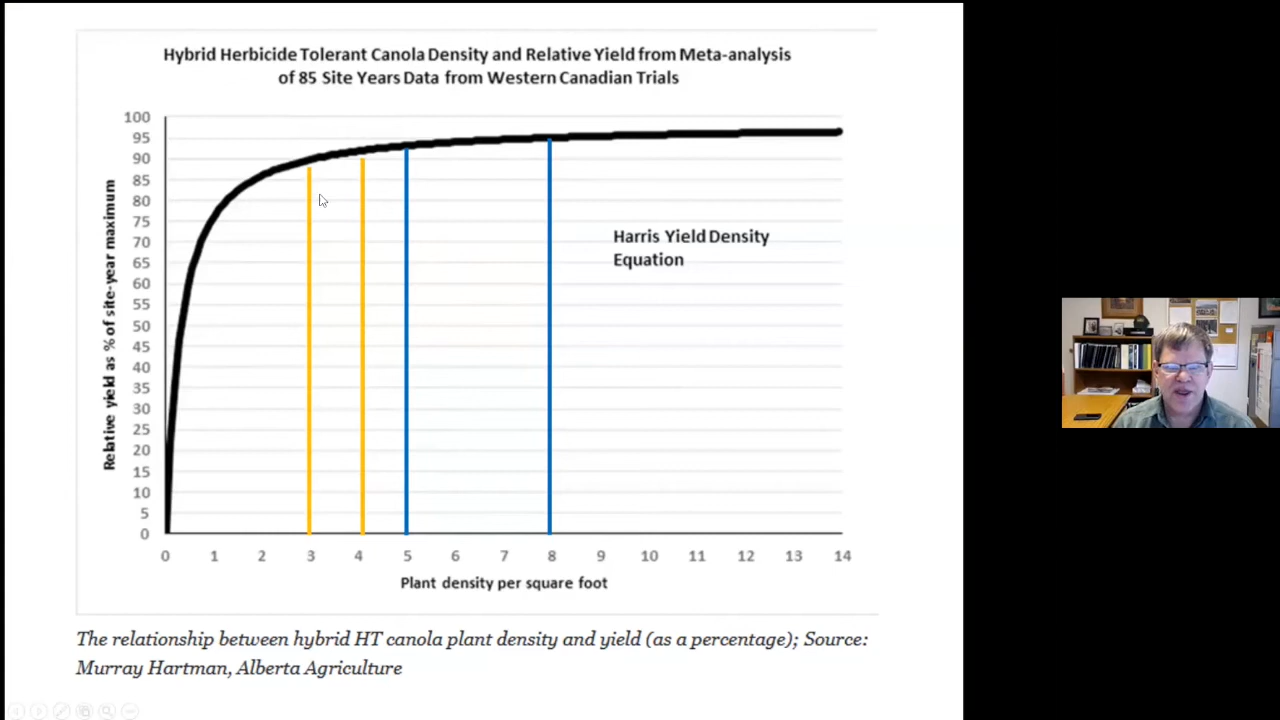 Hybrid Herbicide Tolerant Canola Density and Relative Yield from Meta-analysis
of 85 Site Years Data from Western Canadian Trials
100
95
90
85
80
75
70
65
60
55
50
45
40
35
30
25
20
15
10
5
0
Relative yield as % of site-year maximum
Harris Yield Density
Equation
0 1 2 3 4 5 6 7 8 9 10 11 12 13 14
Plant density per square foot
The relationship between hybrid HT canola plant density and yield (as a percentage); Source:
Murray Hartman, Alberta Agriculture